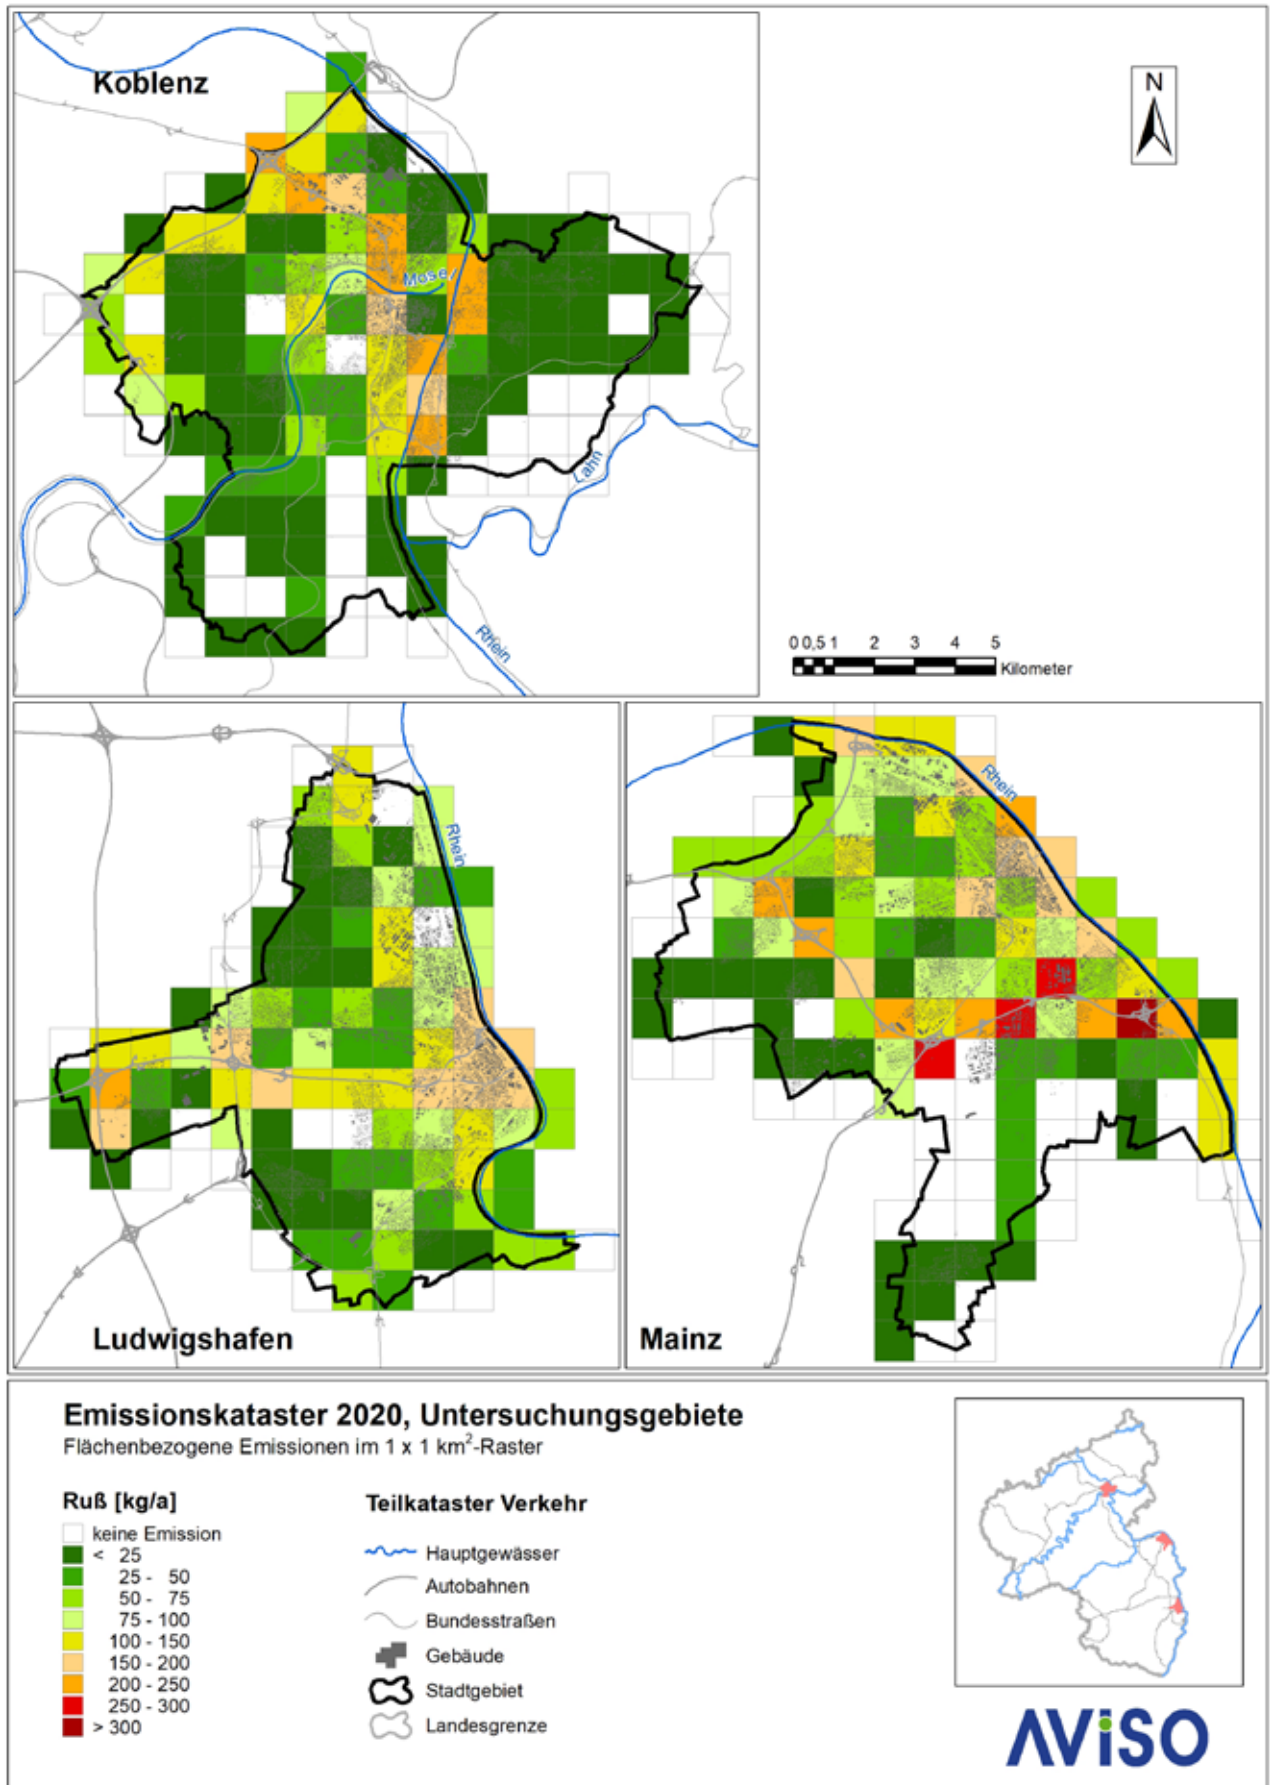 Koblenz
N
Mosel
Lahn
Rhein
0 0,5 1 2 3 4 5
Kilometer
Rhein
Ludwigshafen
Rhein
Mainz
Emissionskataster 2020, Untersuchungsgebiete
Flächenbezogene Emissionen im 1 x 1 km²-Raster
Ruß [kg/a]
keine Emission
< 25
25 - 50
50 - 75
75 - 100
100 - 150
150 - 200
200 - 250
250 - 300
> 300
Teilkataster Verkehr
Hauptgewässer
Autobahnen
Bundesstraßen
Gebäude
Stadtgebiet
Landesgrenze
AViSO